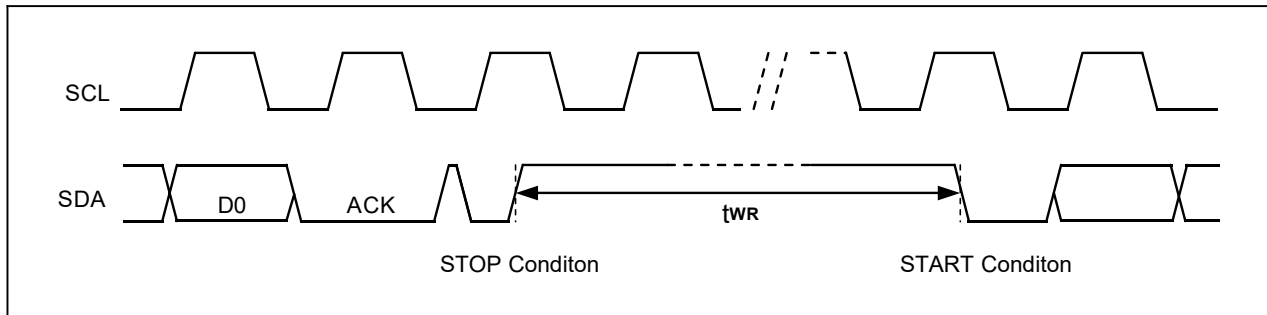 SCL
SDA
D0
ACK
tWR
STOP Conditon
START Conditon